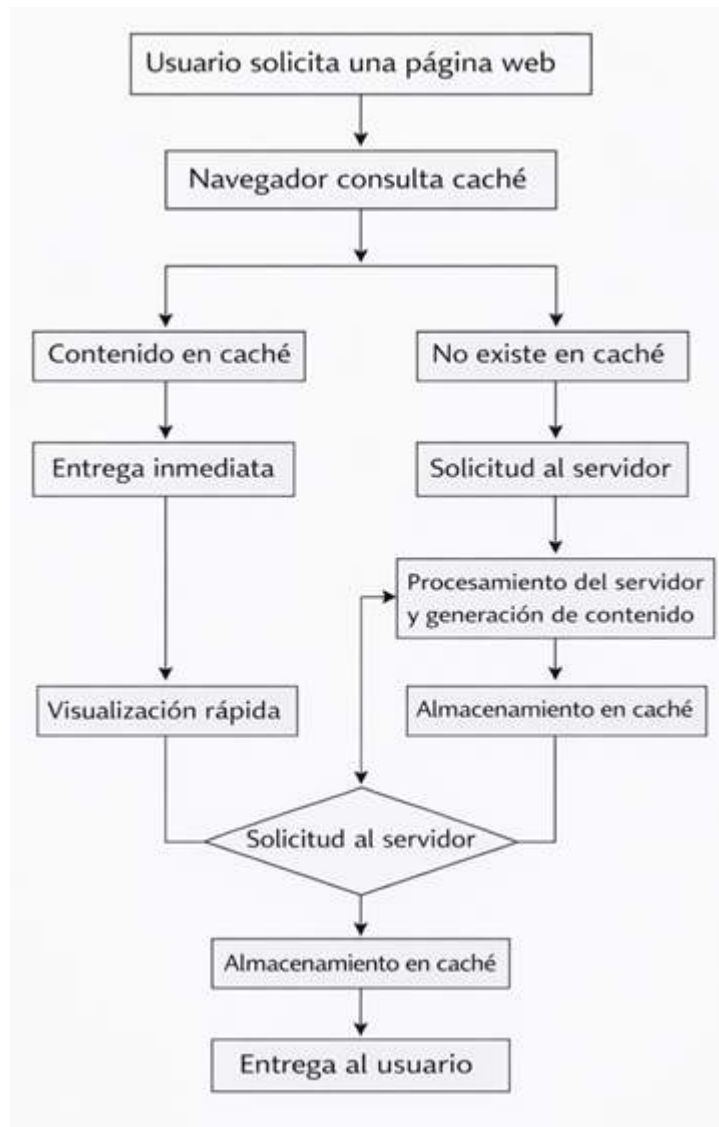 Usuario solicita una página web
Navegador consulta caché
Contenido en caché
No existe en caché
Entrega inmediata
Solicitud al servidor
Procesamiento del servidor
y generación de contenido
Visualización rápida
Almacenamiento en caché
Solicitud al servidor
Almacenamiento en caché
Entrega al usuario